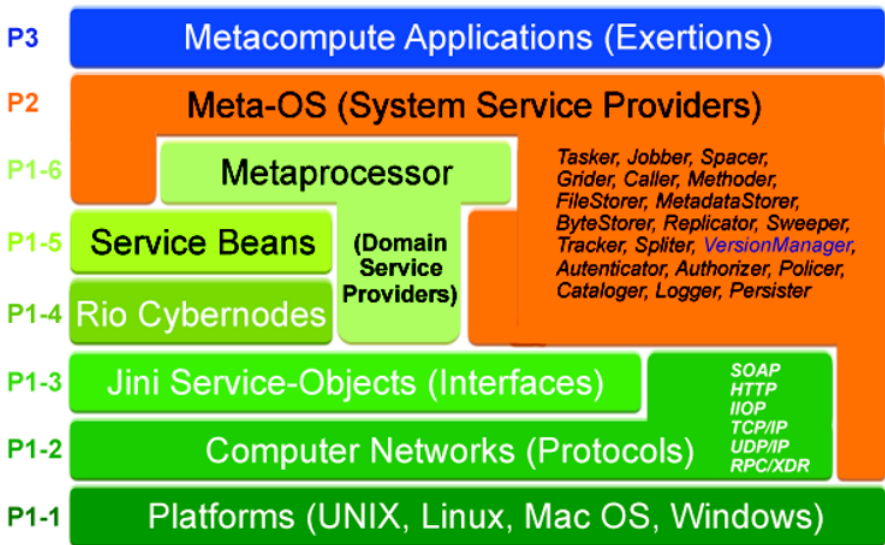 P3 Metacompute Applications (Exertions)
P2 Meta-OS (System Service Providers)
P1-6 Metaprocessor
Tasker, Jobber, Spacer,
Grider, Caller, Methoder,
FileStorer, MetadataStorer,
ByteStorer, Replicator, Sweeper,
Tracker, Spliter, VersionManager,
Autenticator, Authorizer, Policer,
Cataloger, Logger, Persister
P1-5 Service Beans
(Domain
Service
Providers)
P1-4 Rio Cybernodes
P1-3 Jini Service-Objects (Interfaces)
SOAP
HTTP
IIOP
TCP/IP
UDP/IP
RPC/XDR
P1-2 Computer Networks (Protocols)
P1-1 Platforms (UNIX, Linux, Mac OS, Windows)